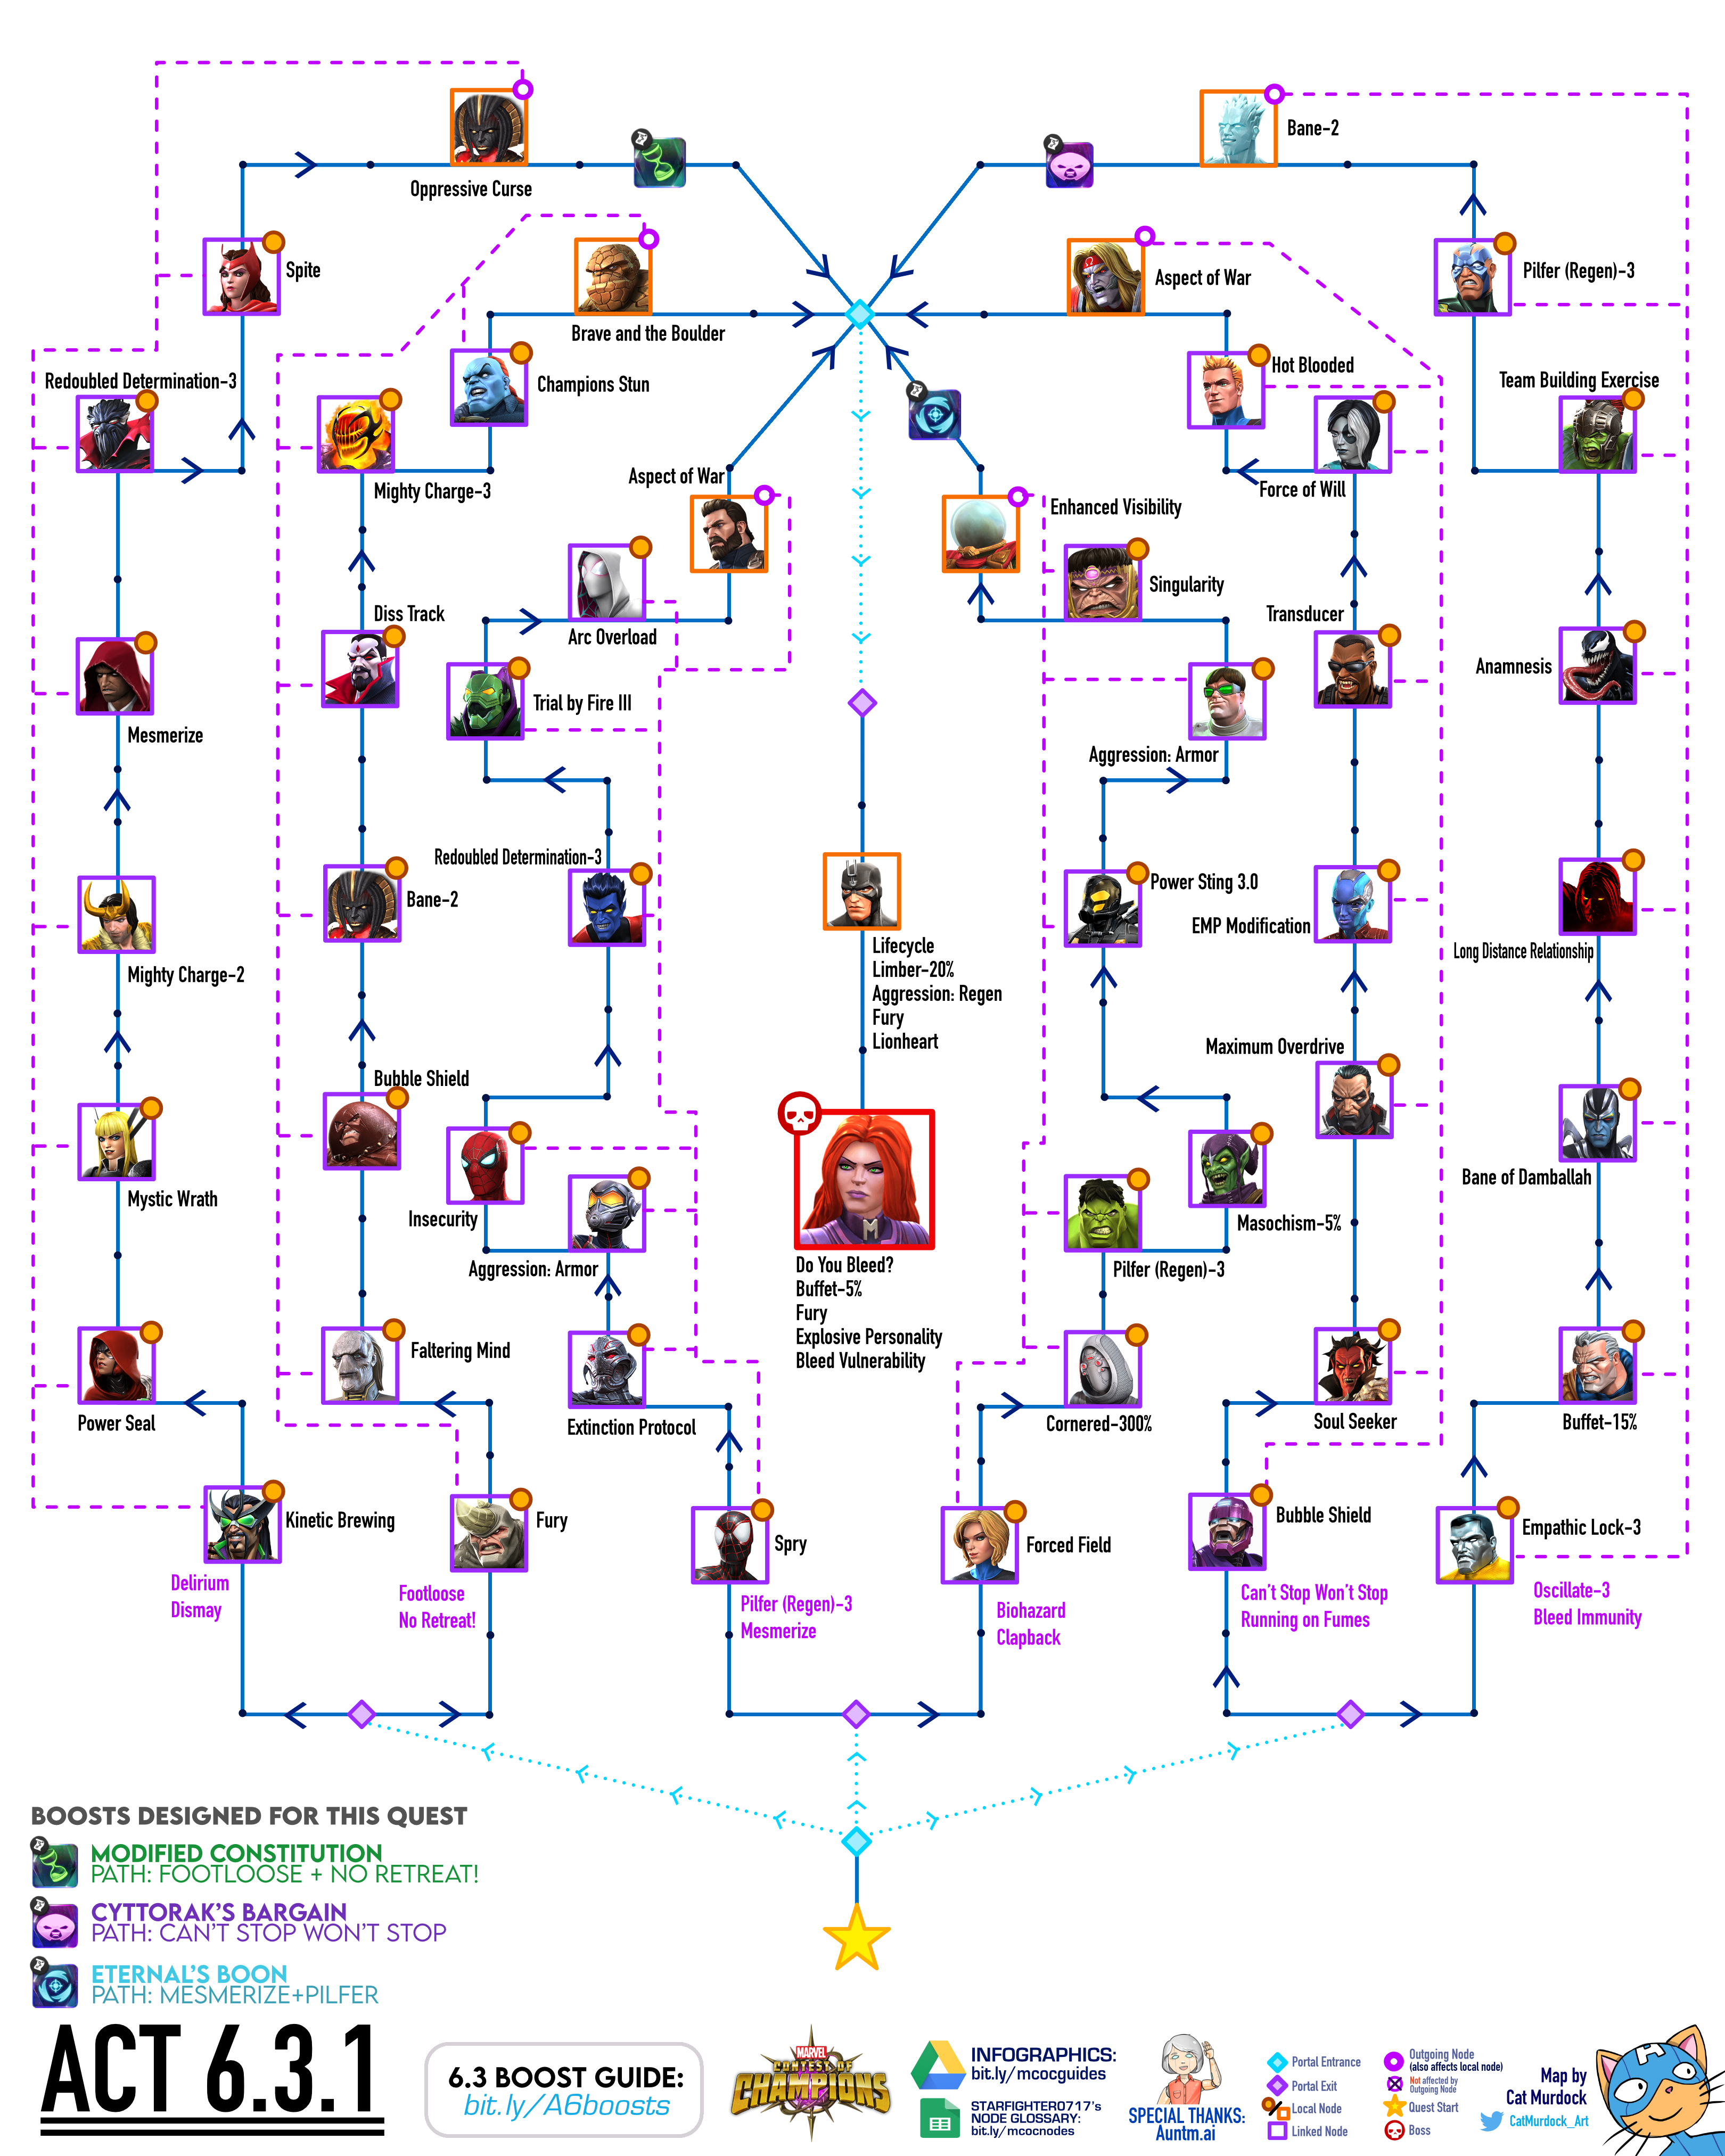 Oppressive Curse
Bane-2
Spite
Brave and the Boulder
Aspect of War
Pilfer (Regen)-3
Redoubled Determination-3
Champions Stun
Hot Blooded
Team Building Exercise
Mighty Charge-3
Aspect of War
Force of Will
Enhanced Visibility
Singularity
Diss Track
Arc Overload
Transducer
Mesmerize
Trial by Fire III
Aggression: Armor
Anamnesis
Redoubled Determination-3
Bane-2
Power Sting 3.0
EMP Modification
Long Distance Relationship
Mighty Charge-2
Lifecycle
Limber-20%
Aggression: Regen
Fury
Lionheart
Bubble Shield
Maximum Overdrive
Mystic Wrath
Insecurity
Masochism-5%
Bane of Damballah
Aggression: Armor
Pilfer (Regen)-3
M
Do You Bleed?
Buffet-5%
Fury
Explosive Personality
Bleed Vulnerability
Power Seal
Faltering Mind
Extinction Protocol
Cornered-300%
Soul Seeker
Buffet-15%
Kinetic Brewing
Fury
Spry
Forced Field
Bubble Shield
Empathic Lock-3
Delirium
Dismay
Footloose
No Retreat!
Pilfer (Regen)-3
Mesmerize
Biohazard
Clapback
Can't Stop Won't Stop
Running on Fumes
Oscillate-3
Bleed Immunity
BOOSTS DESIGNED FOR THIS QUEST
MODIFIED CONSTITUTION
PATH: FOOTLOOSE + NO RETREAT!
CYTTORAK'S BARGAIN
PATH: CAN'T STOP WON'T STOP
ETERNAL'S BOON
PATH: MESMERIZE+PILFER
ACT 6.3.1
6.3 BOOST GUIDE:
bit.ly/A6boosts
MARVEL
CONTEST OF
CHAMPIONS
INFOGRAPHICS:
bit.ly/mcocguides
STARFIGHTER0717's
NODE GLOSSARY:
bit.ly/mcocnodes
SPECIAL THANKS:
Auntm.ai
Portal Entrance
Portal Exit
Local Node
Linked Node
Outgoing Node
(also affects local node)
Not affected by
Outgoing Node
Quest Start
Boss
Map by
Cat Murdock
CatMurdock_Art